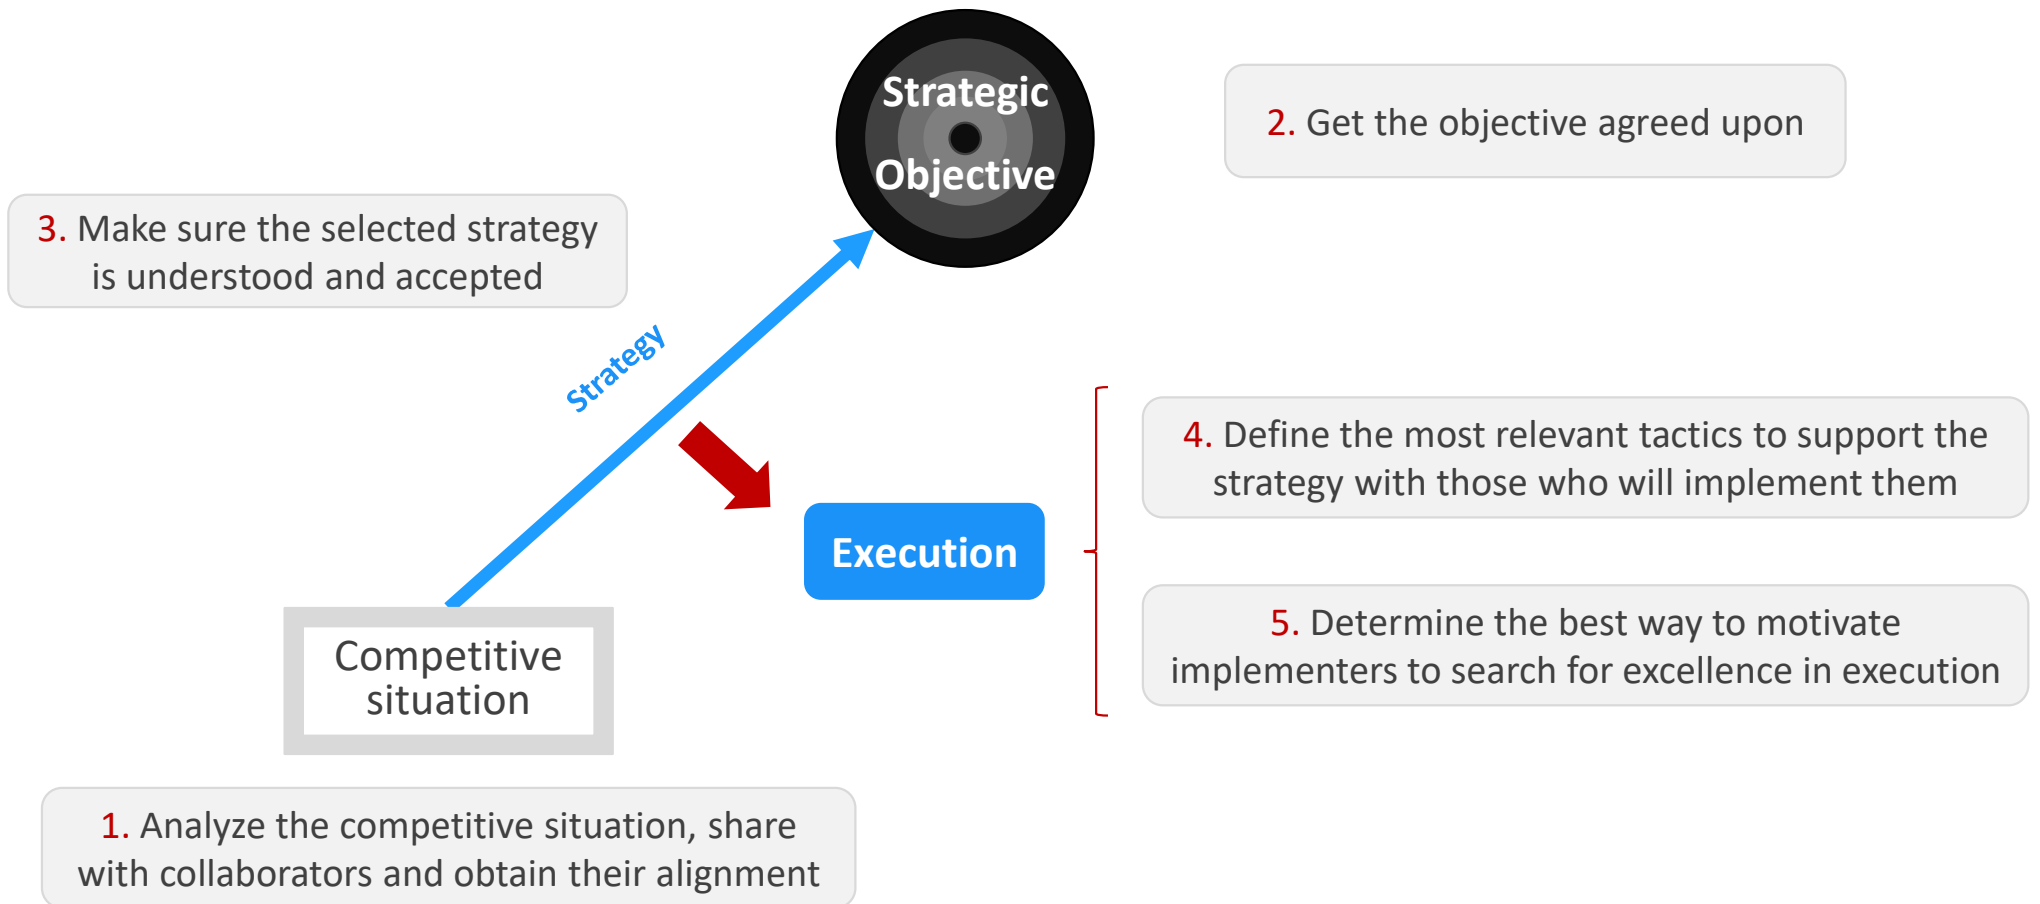 Strategic
Objective
2. Get the objective agreed upon
3. Make sure the selected strategy
is understood and accepted
Strategy
4. Define the most relevant tactics to support the
strategy with those who will implement them
Execution
5. Determine the best way to motivate
implementers to search for excellence in execution
Competitive
situation
1. Analyze the competitive situation, share
with collaborators and obtain their alignment